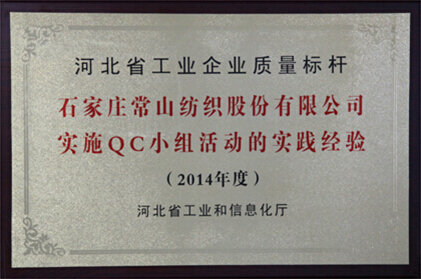 河北省工业企业质量标杆
石家庄常山纺织股份有限公司
实施QC小组活动的实践经验
(2014年度)
河北省工业和信息化厅